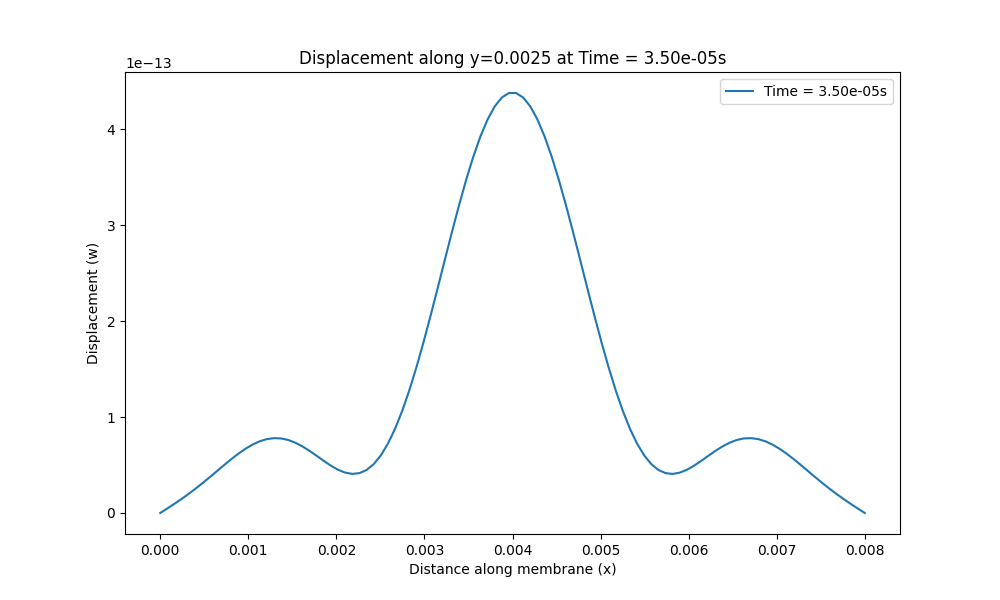 Displacement along y=0.0025 at Time = 3.50e-05s
1e−13
Time = 3.50e-05s
4
3
2
1
0
Displacement (w)
0.000 0.001 0.002 0.003 0.004 0.005 0.006 0.007 0.008
Distance along membrane (x)